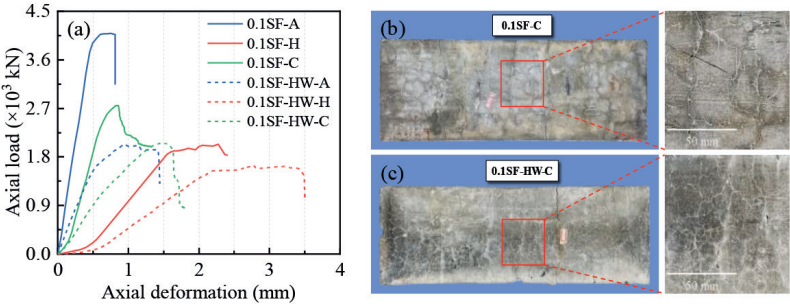 (a)
4.5
3.6
2.7
1.8
0.9
0.0
Axial load (×10³ kN)
0.1SF-A
0.1SF-H
0.1SF-C
0.1SF-HW-A
0.1SF-HW-H
0.1SF-HW-C
0 1 2 3 4
Axial deformation (mm)
(b)
0.1SF-C
50 mm
(c)
0.1SF-HW-C
50 mm